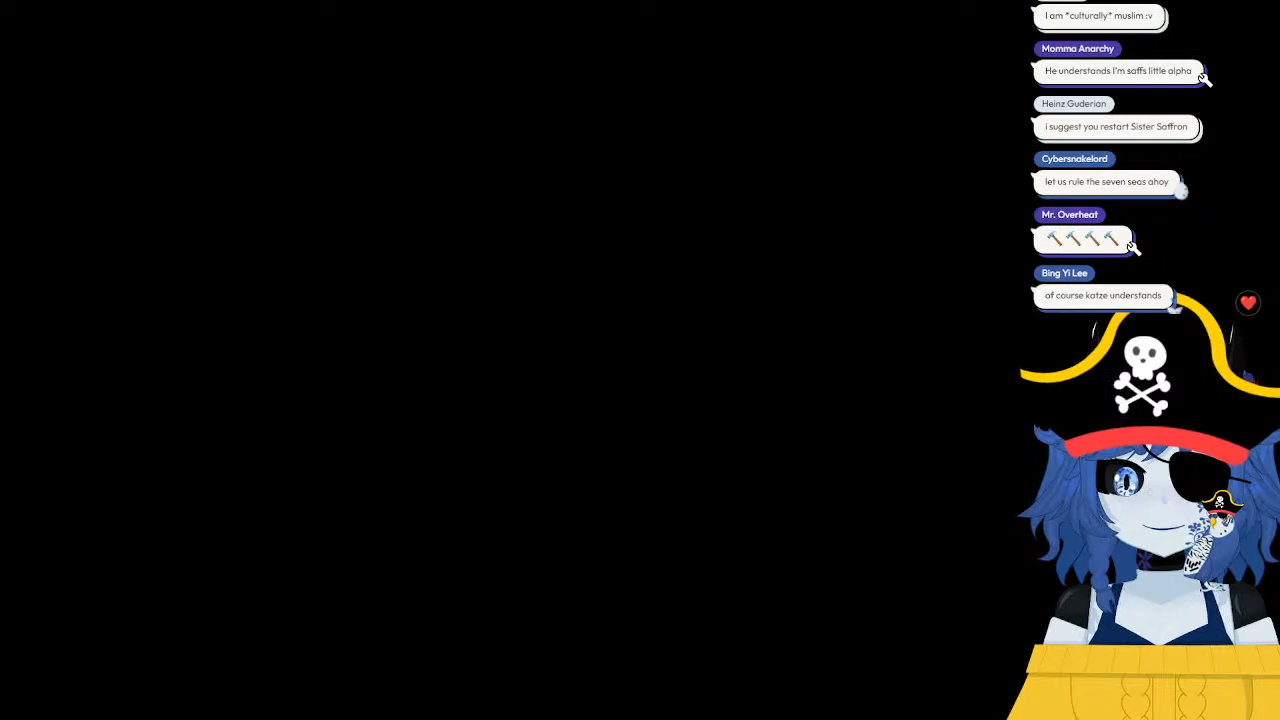 I am *culturally* muslim :v
Momma Anarchy
He understands I'm saffs little alpha
Heinz Guderian
i suggest you restart Sister Saffron
Cybersnakelord
let us rule the seven seas ahoy
Mr. Overheat
🔨 🔨 🔨 🔨
Bing Yi Lee
of course katze understands